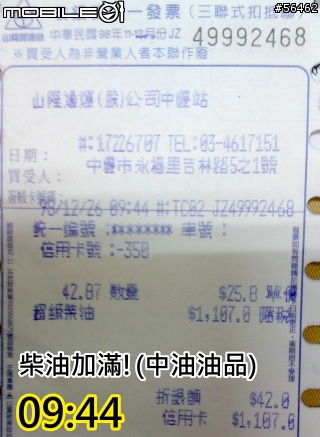 MOBILE01
#56462
一發票 (三聯式扣抵聯)
中華民國98年11-12月份 JZ 49992468
※買受人為非營業人者本聯作廢
山隆通運(股)公司中壢站
#:17226707 TEL:03-4617151
中壢市永福里吉林路5之1號
日期:
買受人:
98/12/26 09:44 #:TC02 JZ49992468
統一編號:******** 車號:
信用卡號:-350
42.87 數量 $25.8 單價
超級柴油 $1,107.0 隨稅
柴油加滿! (中油油品)
折讓額 $42.0
09:44
信用卡 $1,107.0